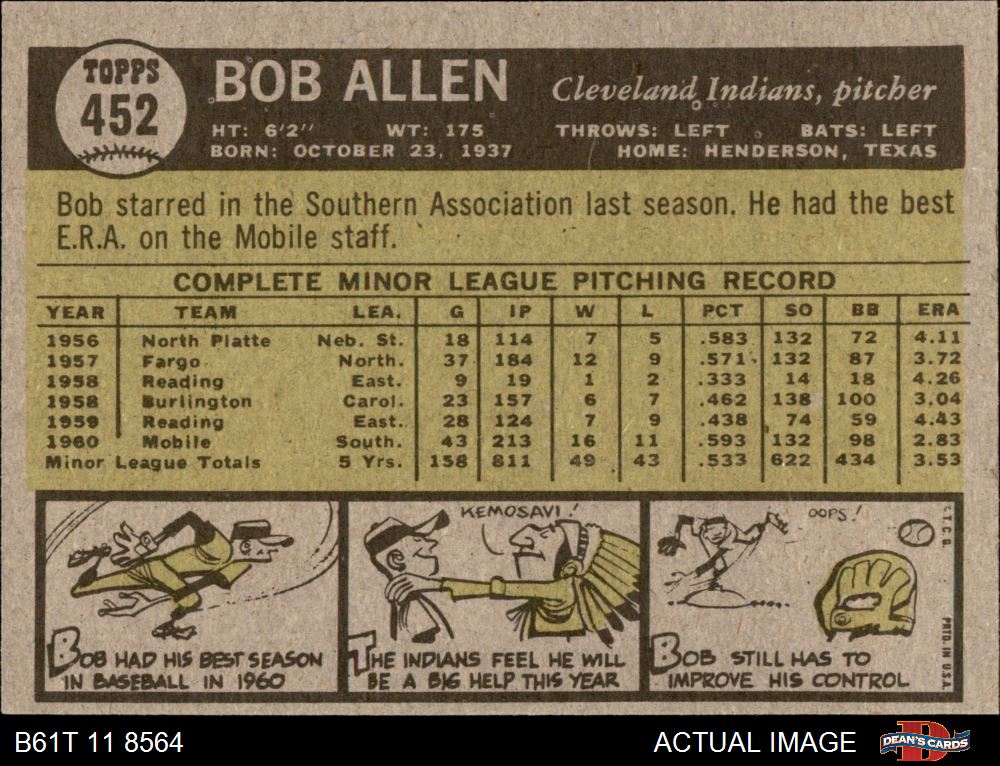 TOPPS
452
BOB ALLEN
Cleveland Indians, pitcher
HT: 6'2" WT: 175 THROWS: LEFT BATS: LEFT
BORN: OCTOBER 23, 1937 HOME: HENDERSON, TEXAS
Bob starred in the Southern Association last season. He had the best
E.R.A. on the Mobile staff.
COMPLETE MINOR LEAGUE PITCHING RECORD
YEAR TEAM LEA. G IP W L PCT SO BB ERA
1956 North Platte Neb. St. 18 114 7 5 .583 132 72 4.11
1957 Fargo North. 37 184 12 9 .571 132 87 3.72
1958 Reading East. 9 19 1 2 .333 14 18 4.26
1958 Burlington Carol. 23 157 6 7 .462 138 100 3.04
1959 Reading East. 28 124 7 9 .438 74 59 4.43
1960 Mobile South. 43 213 16 11 .593 132 98 2.83
Minor League Totals 5 Yrs. 158 811 49 43 .533 622 434 3.53
BOB HAD HIS BEST SEASON
IN BASEBALL IN 1960
KEMOSAVI!
THE INDIANS FEEL HE WILL
BE A BIG HELP THIS YEAR
OOPS!
BOB STILL HAS TO
IMPROVE HIS CONTROL
T.C.G.
PRTD. IN U.S.A.
B61T 11 8564
ACTUAL IMAGE
DEAN'S CARDS